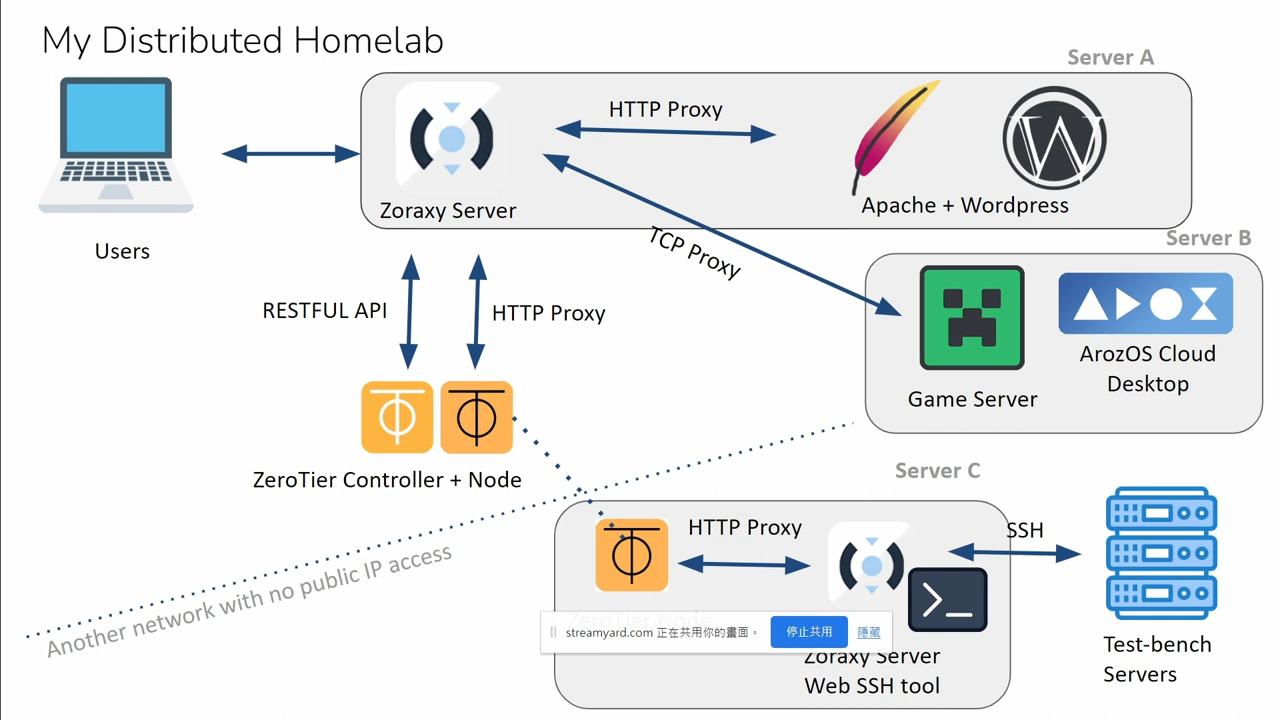 My Distributed Homelab
Server A
HTTP Proxy
Zoraxy Server
Apache + Wordpress
Users
TCP Proxy
Server B
RESTFUL API
HTTP Proxy
ArozOS Cloud
Desktop
Game Server
ZeroTier Controller + Node
Another network with no public IP access
Server C
HTTP Proxy
SSH
ZeroTier Node
streamyard.com 正在共用你的畫面。
停止共用
隱藏
Zoraxy Server
Web SSH tool
Test-bench
Servers